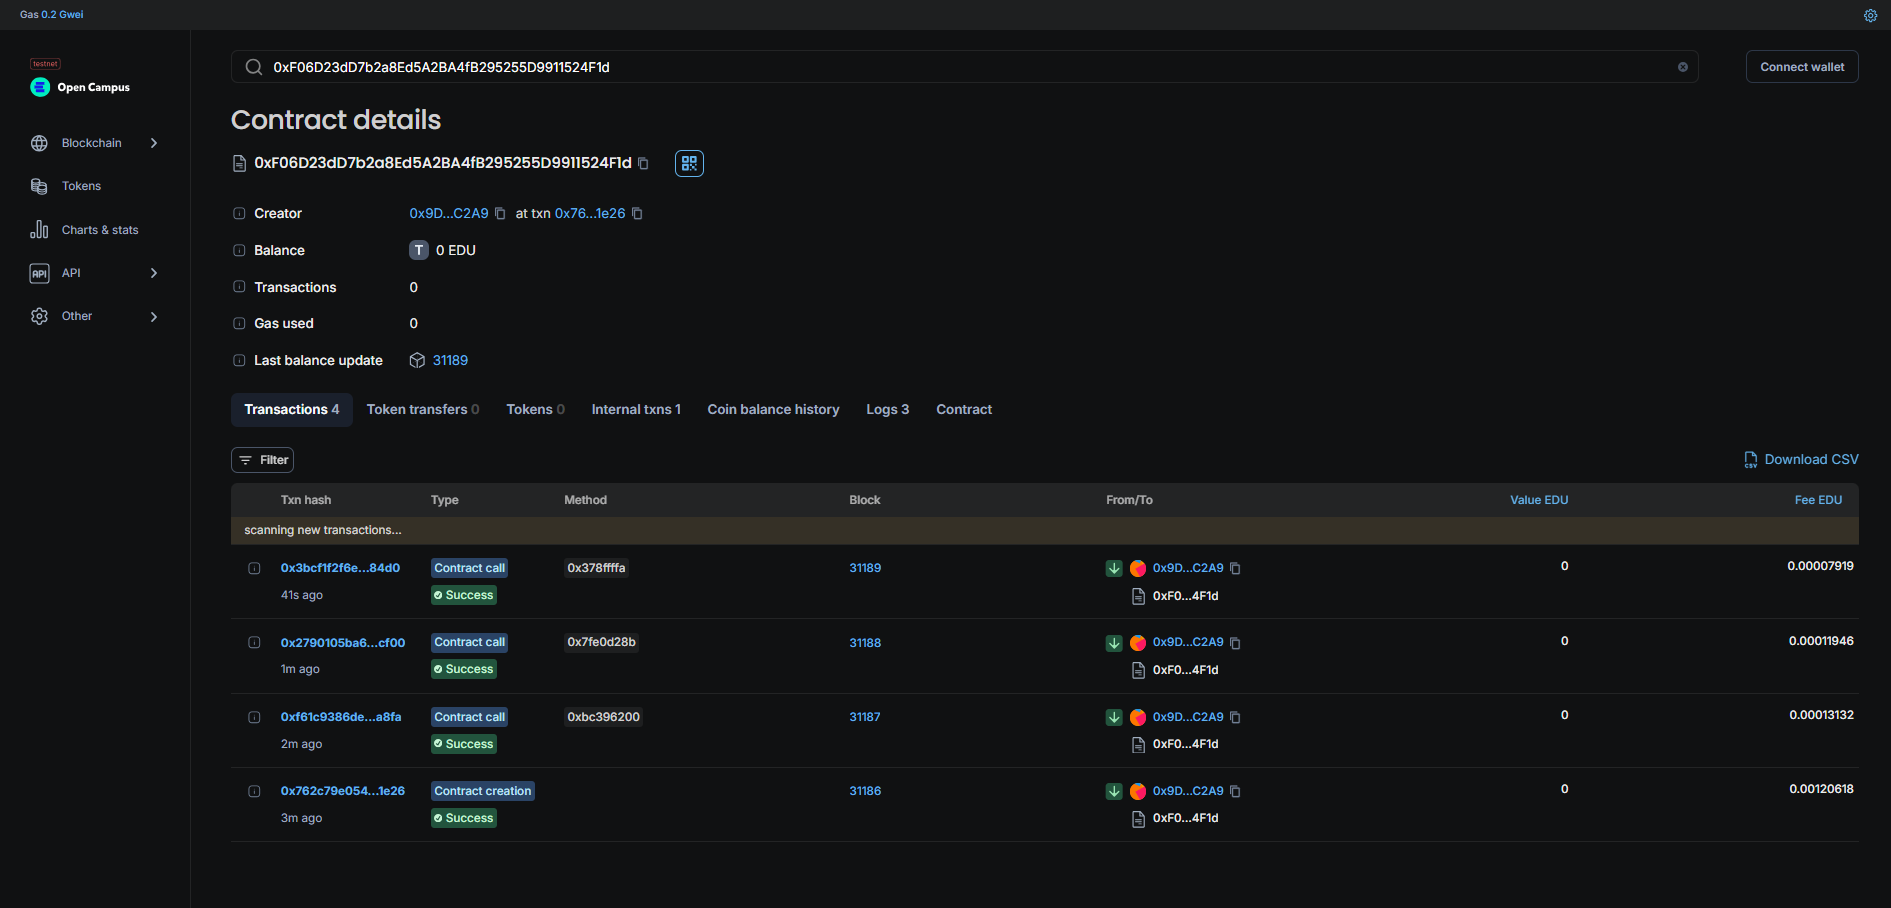 Gas 0.2 Gwei
testnet
Open Campus
Blockchain
Tokens
Charts & stats
API API
Other
0xF06D23dD7b2a8Ed5A2BA4fB295255D9911524F1d
Connect wallet
Contract details
0xF06D23dD7b2a8Ed5A2BA4fB295255D9911524F1d
Creator 0x9D...C2A9 at txn 0x76...1e26
Balance T 0 EDU
Transactions 0
Gas used 0
Last balance update 31189
Transactions 4 Token transfers 0 Tokens 0 Internal txns 1 Coin balance history Logs 3 Contract
Filter
CSV Download CSV
Txn hash Type Method Block From/To Value EDU Fee EDU
scanning new transactions...
0x3bcf1f2f6e...84d0 Contract call 0x378ffffa 31189 0x9D...C2A9 0 0.00007919
41s ago Success 0xF0...4F1d
0x2790105ba6...cf00 Contract call 0x7fe0d28b 31188 0x9D...C2A9 0 0.00011946
1m ago Success 0xF0...4F1d
0xf61c9386de...a8fa Contract call 0xbc396200 31187 0x9D...C2A9 0 0.00013132
2m ago Success 0xF0...4F1d
0x762c79e054...1e26 Contract creation 31186 0x9D...C2A9 0 0.00120618
3m ago Success 0xF0...4F1d